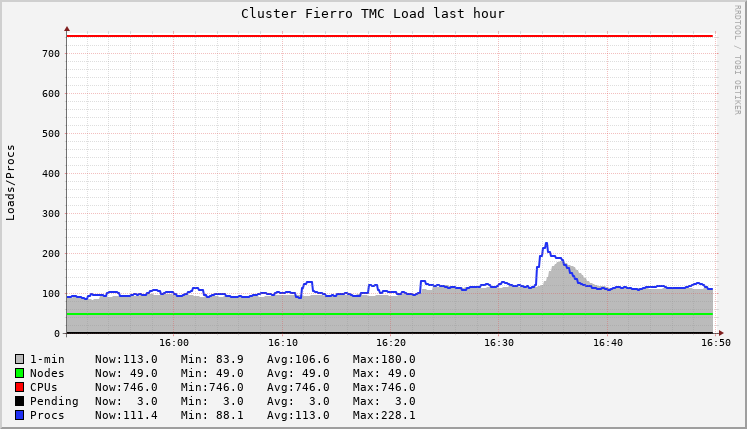 Cluster Fierro TMC Load last hour
RRDTOOL / TOBI OETIKER
Loads/Procs
700
600
500
400
300
200
100
0
16:00 16:10 16:20 16:30 16:40 16:50
1-min Now:113.0 Min: 83.9 Avg:106.6 Max:180.0
Nodes Now: 49.0 Min: 49.0 Avg: 49.0 Max: 49.0
CPUs Now:746.0 Min:746.0 Avg:746.0 Max:746.0
Pending Now: 3.0 Min: 3.0 Avg: 3.0 Max: 3.0
Procs Now:111.4 Min: 88.1 Avg:113.0 Max:228.1